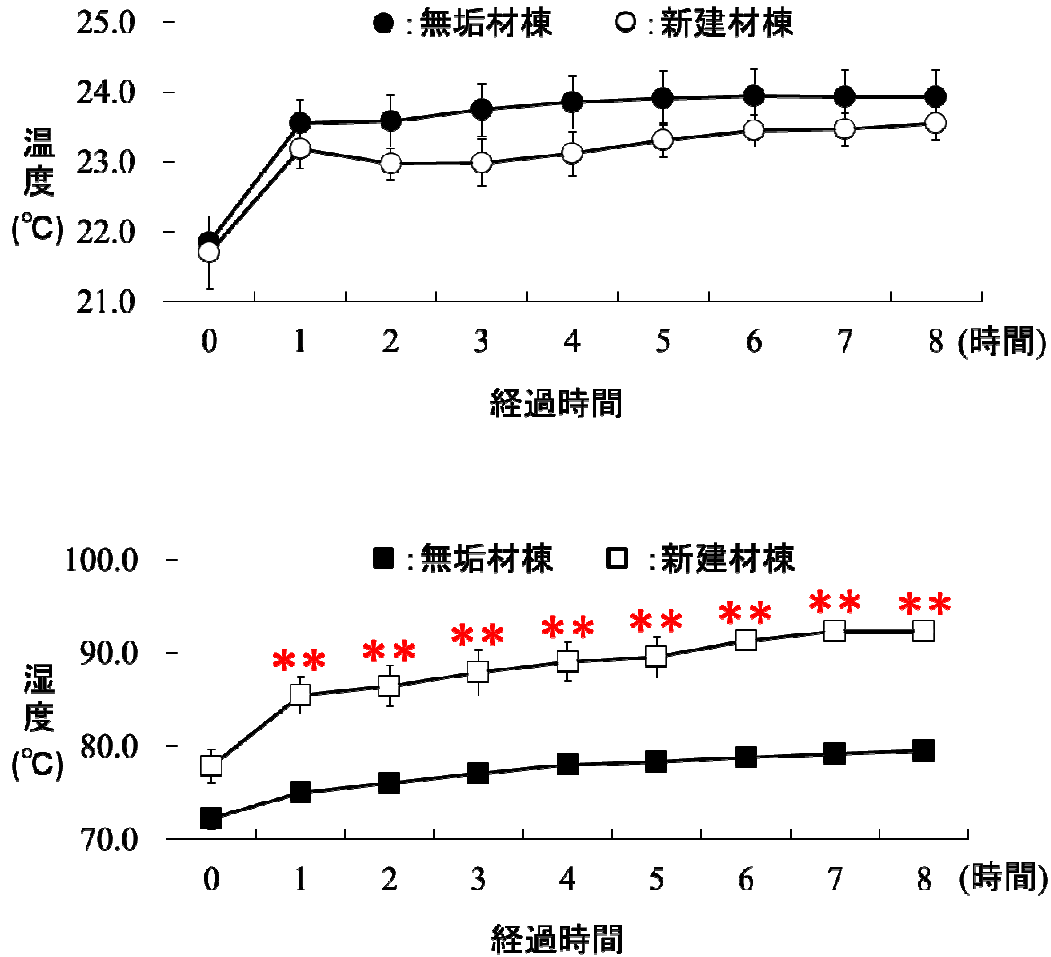 25.0
●：無垢材棟 ○：新建材棟
24.0
温度
(℃)
23.0
22.0
21.0
0 1 2 3 4 5 6 7 8 (時間)
経過時間
100.0
■：無垢材棟 □：新建材棟
** ** ** ** ** ** ** **
90.0
湿度
(℃)
80.0
70.0
0 1 2 3 4 5 6 7 8 (時間)
経過時間